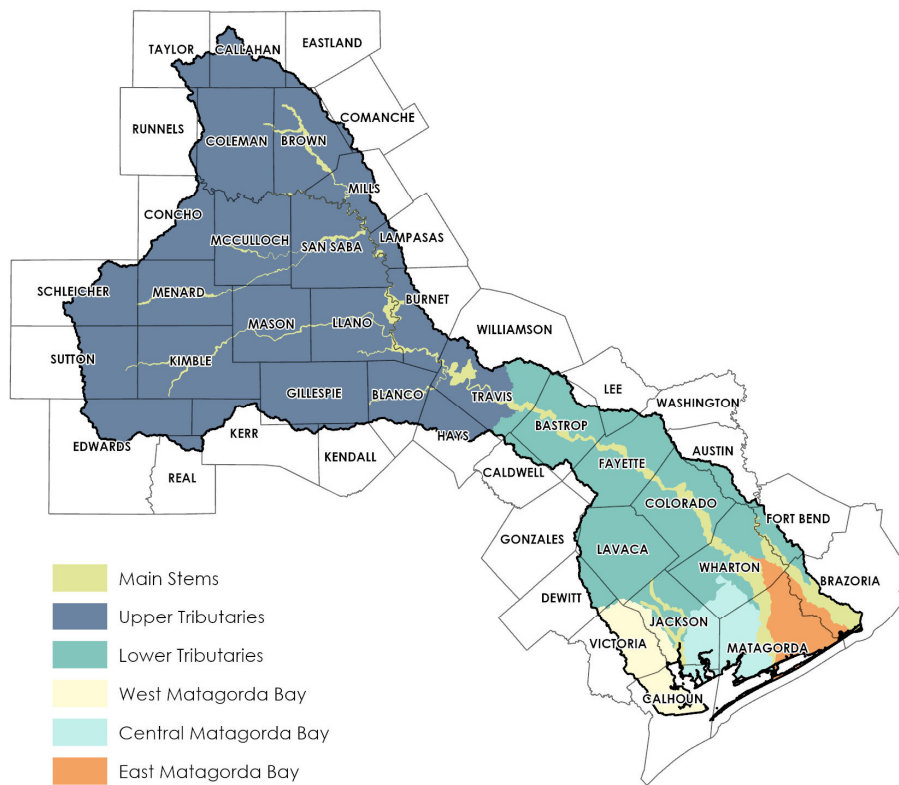 TAYLOR
CALLAHAN
EASTLAND
RUNNELS
COLEMAN
BROWN
COMANCHE
MILLS
CONCHO
MCCULLOCH
SAN SABA
LAMPASAS
SCHLEICHER
MENARD
BURNET
MASON
LLANO
WILLIAMSON
SUTTON
KIMBLE
GILLESPIE
BLANCO
TRAVIS
LEE
WASHINGTON
EDWARDS
KERR
HAYS
BASTROP
REAL
KENDALL
CALDWELL
FAYETTE
AUSTIN
COLORADO
FORT BEND
GONZALES
LAVACA
WHARTON
BRAZORIA
DEWITT
JACKSON
VICTORIA
MATAGORDA
CALHOUN
Main Stems
Upper Tributaries
Lower Tributaries
West Matagorda Bay
Central Matagorda Bay
East Matagorda Bay